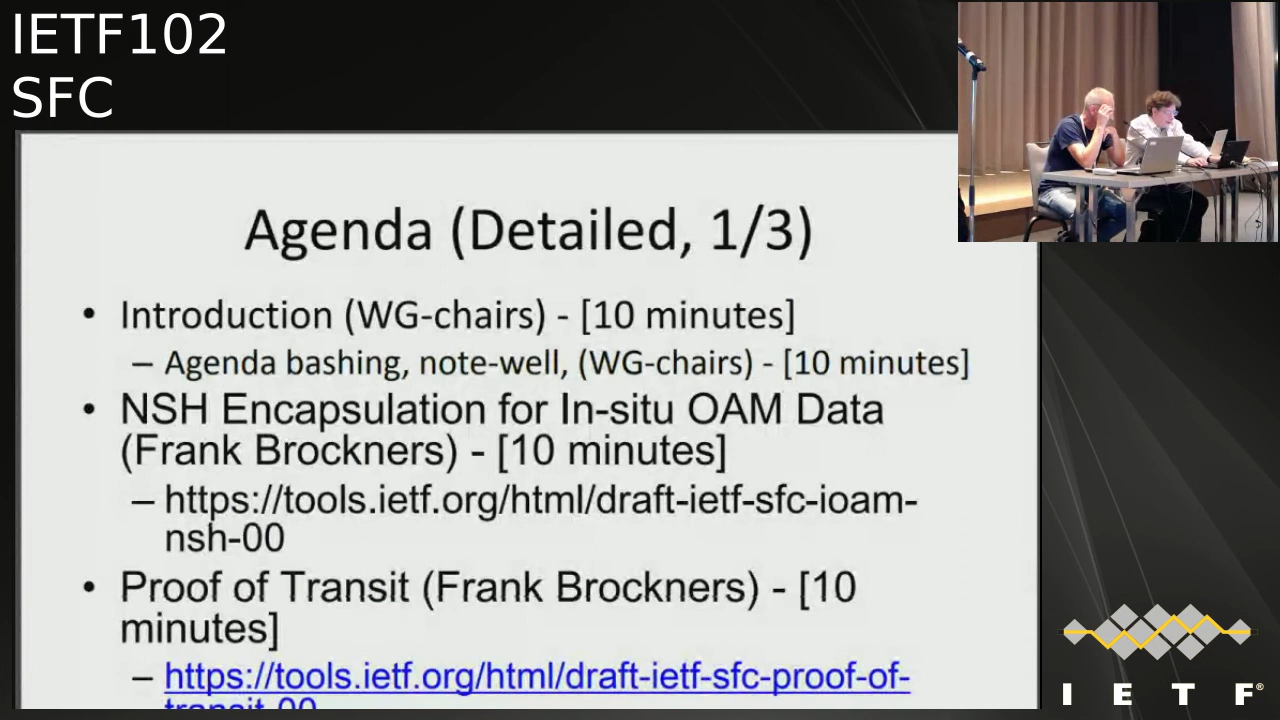 IETF102
SFC
Agenda (Detailed, 1/3)
• Introduction (WG-chairs) - [10 minutes]
– Agenda bashing, note-well, (WG-chairs) - [10 minutes]
• NSH Encapsulation for In-situ OAM Data
(Frank Brockners) - [10 minutes]
– https://tools.ietf.org/html/draft-ietf-sfc-ioam-
nsh-00
• Proof of Transit (Frank Brockners) - [10
minutes]
– https://tools.ietf.org/html/draft-ietf-sfc-proof-of-
transit-00
I E T F®